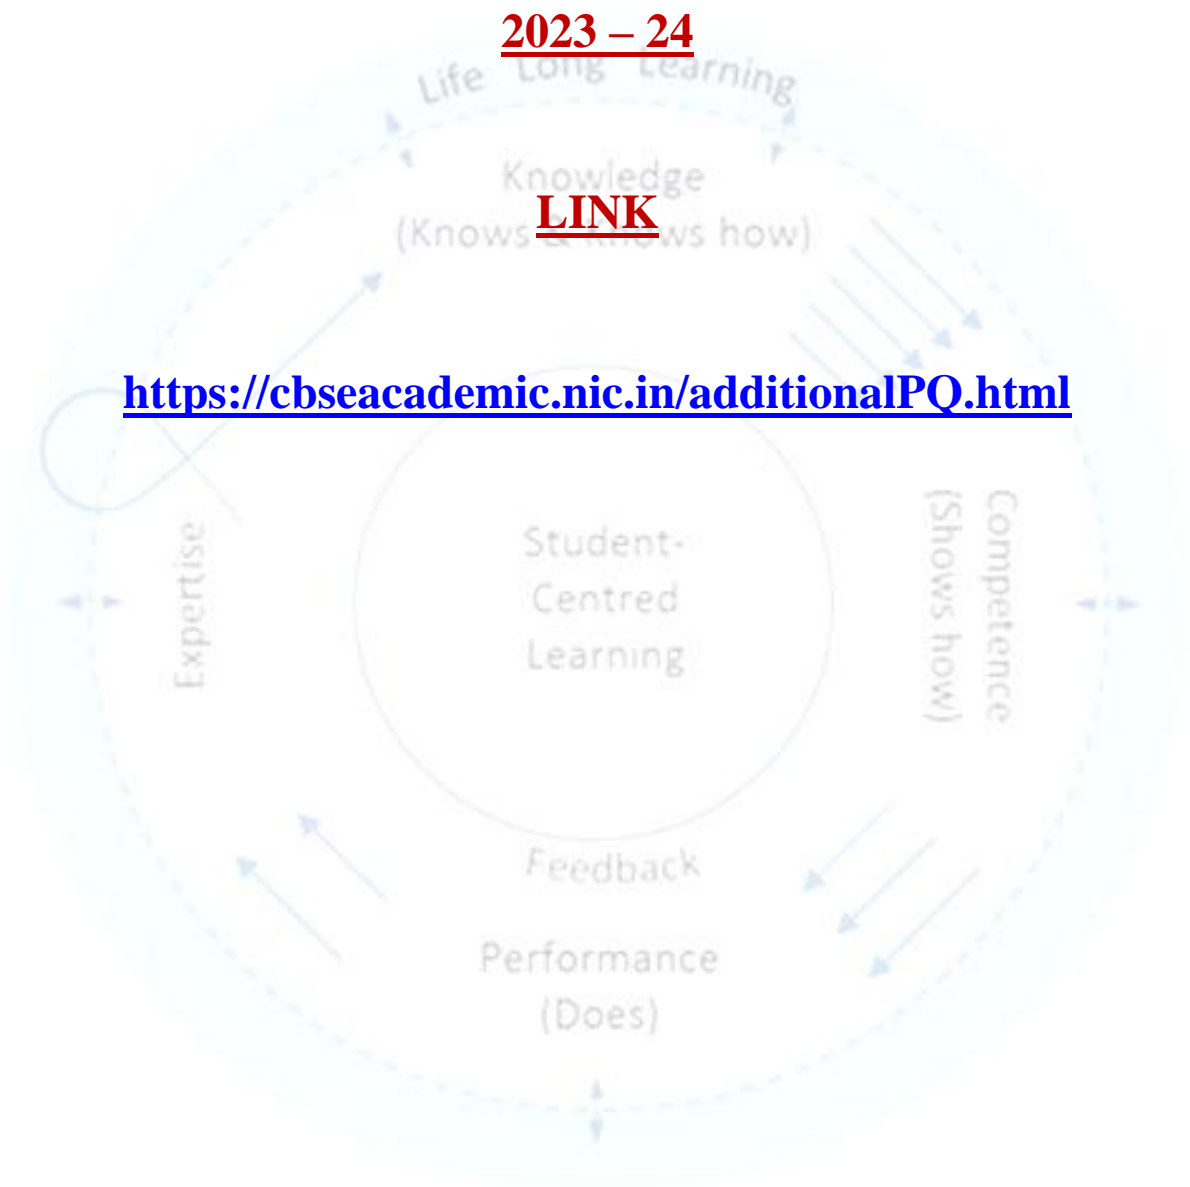 2023 – 24
Life Long Learning
Knowledge
LINK
(Knows & Knows how)
https://cbseacademic.nic.in/additionalPQ.html
Expertise
Student-
Centred
Learning
Competence
(Shows how)
Feedback
Performance
(Does)